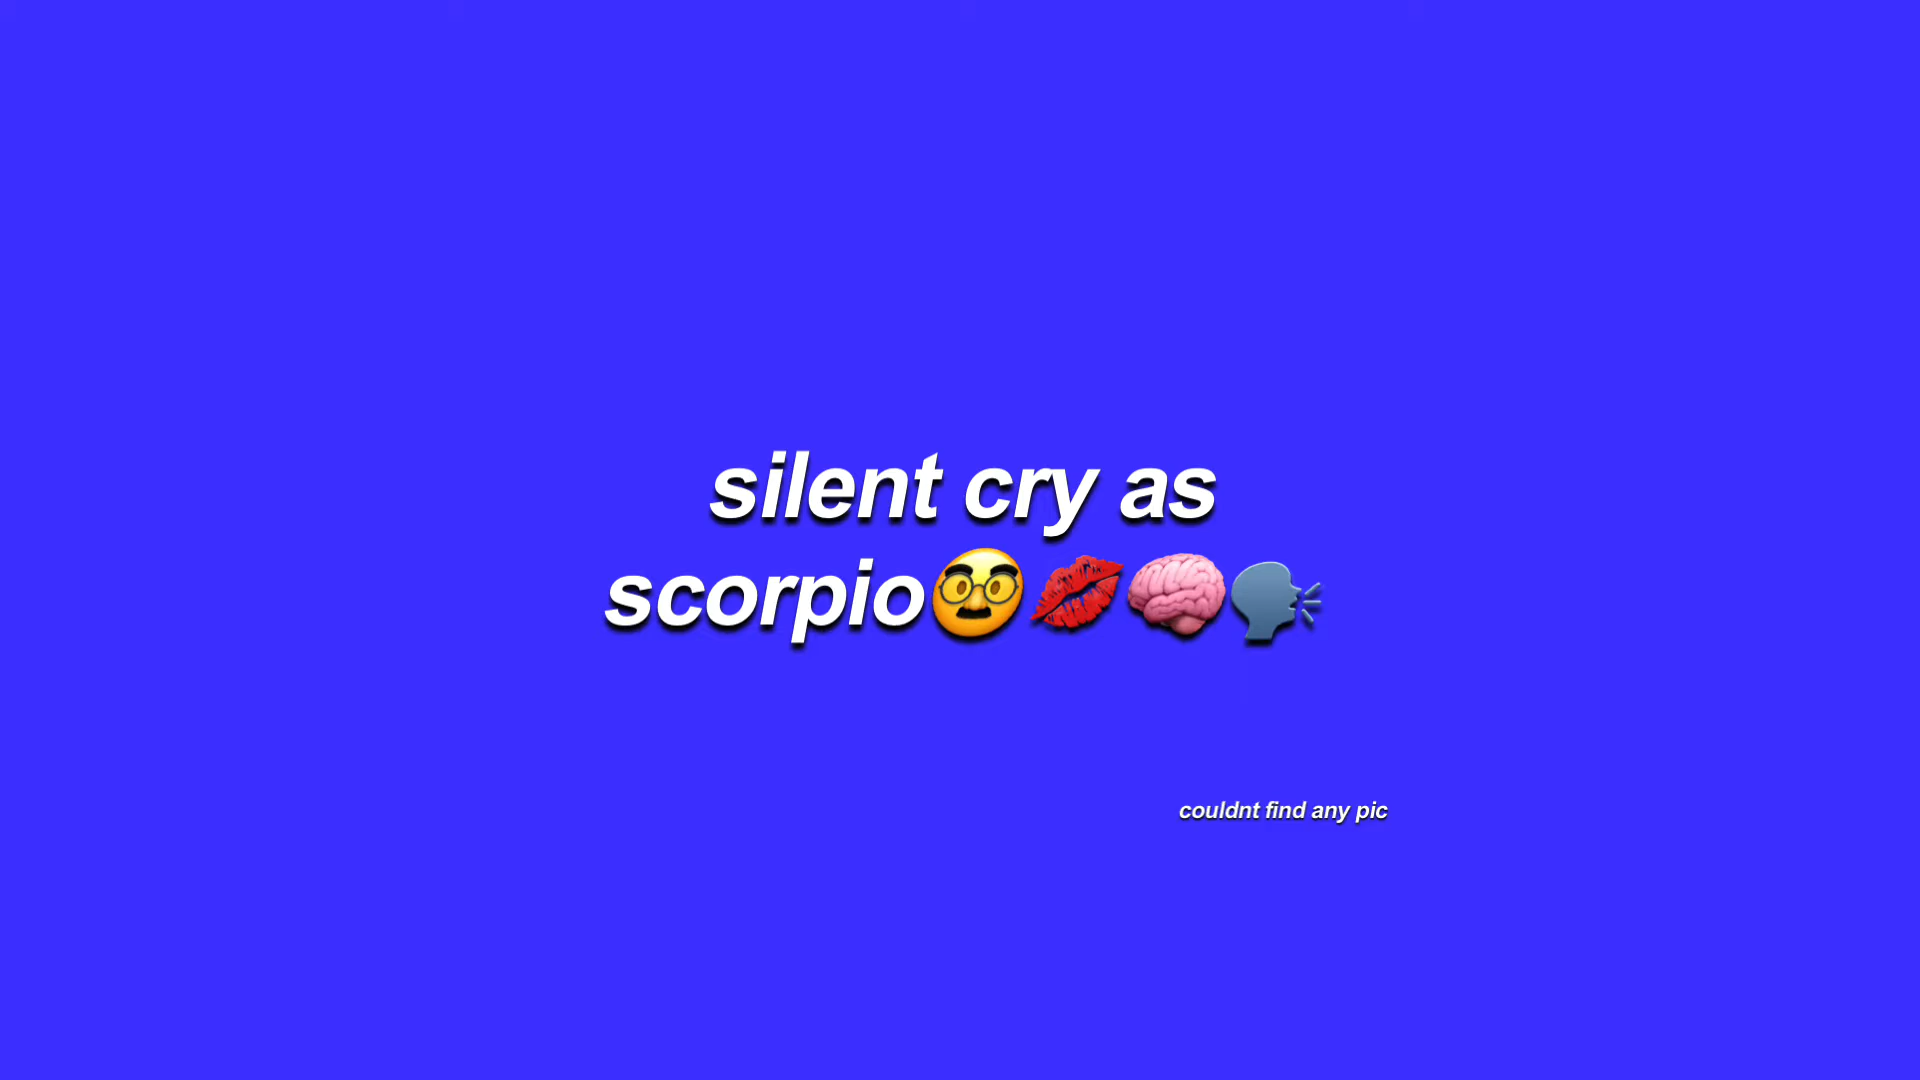 silent cry as
scorpio🥸💋🧠🗣️
couldnt find any pic